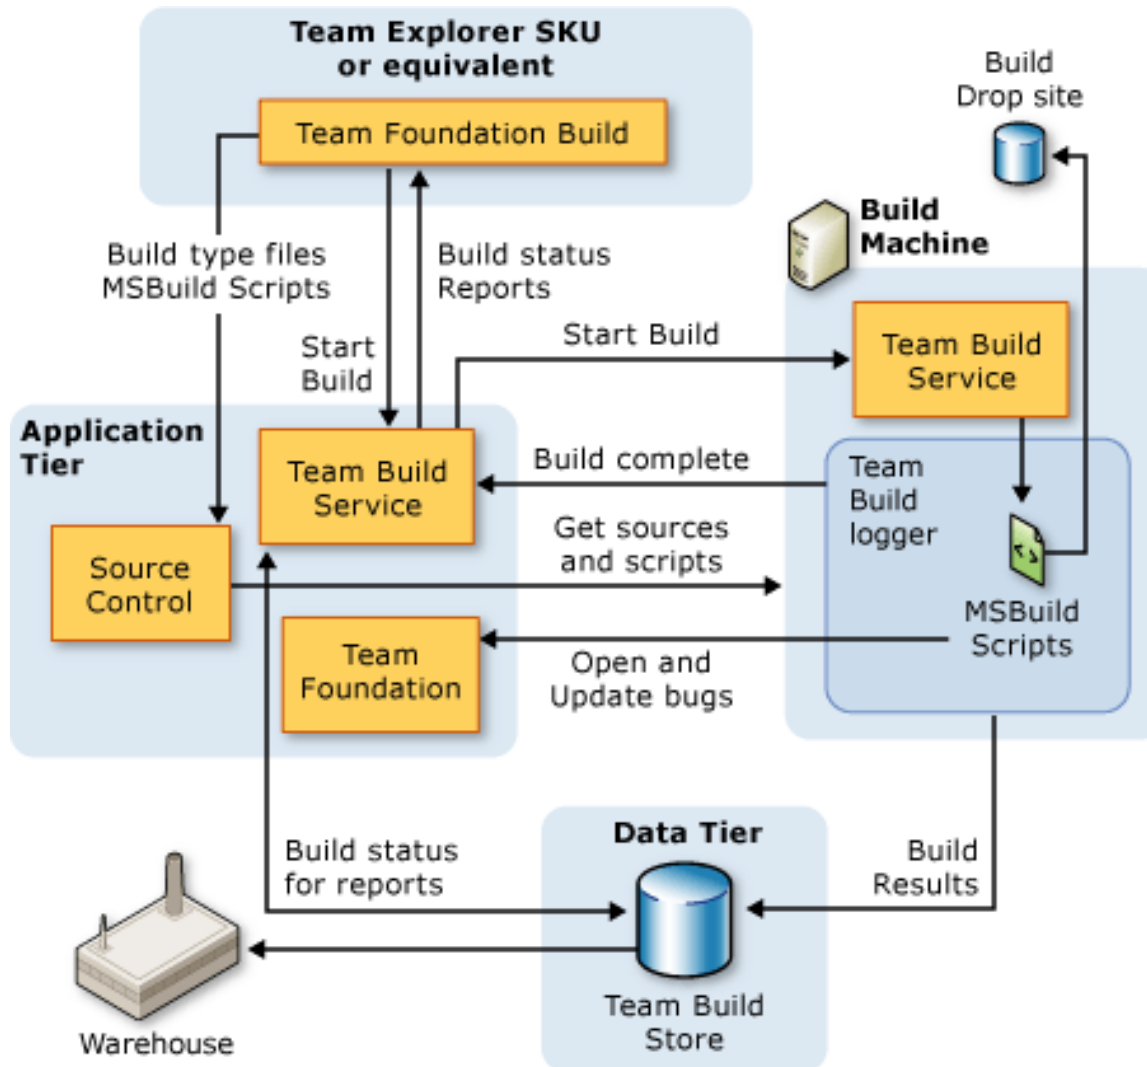 Team Explorer SKU
or equivalent
Team Foundation Build
Build
Drop site
Build type files
MSBuild Scripts
Build status
Reports
Build
Machine
Start
Build
Start Build
Team Build
Service
Application
Tier
Team Build
Service
Build complete
Team
Build
logger
Source
Control
Get sources
and scripts
MSBuild
Scripts
Team
Foundation
Open and
Update bugs
Build status
for reports
Data Tier
Build
Results
Team Build
Store
Warehouse